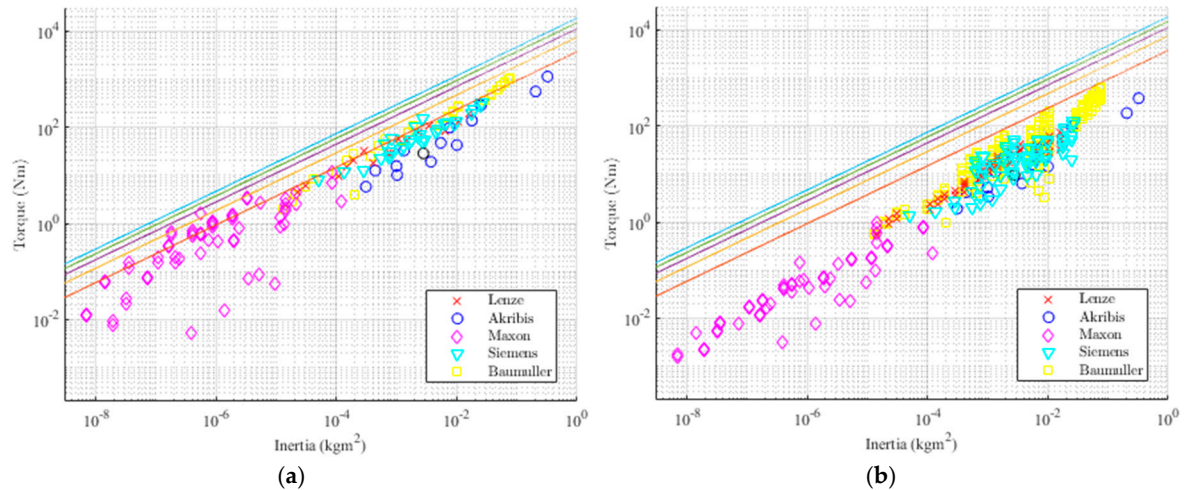 Torque (Nm)
10^4
10^2
10^0
10^-2
10^-8
10^-6
10^-4
10^-2
10^0
Inertia (kgm^2)
Lenze
Akribis
Maxon
Siemens
Baumuller
(a)
Torque (Nm)
10^4
10^2
10^0
10^-2
10^-8
10^-6
10^-4
10^-2
10^0
Inertia (kgm^2)
Lenze
Akribis
Maxon
Siemens
Baumuller
(b)